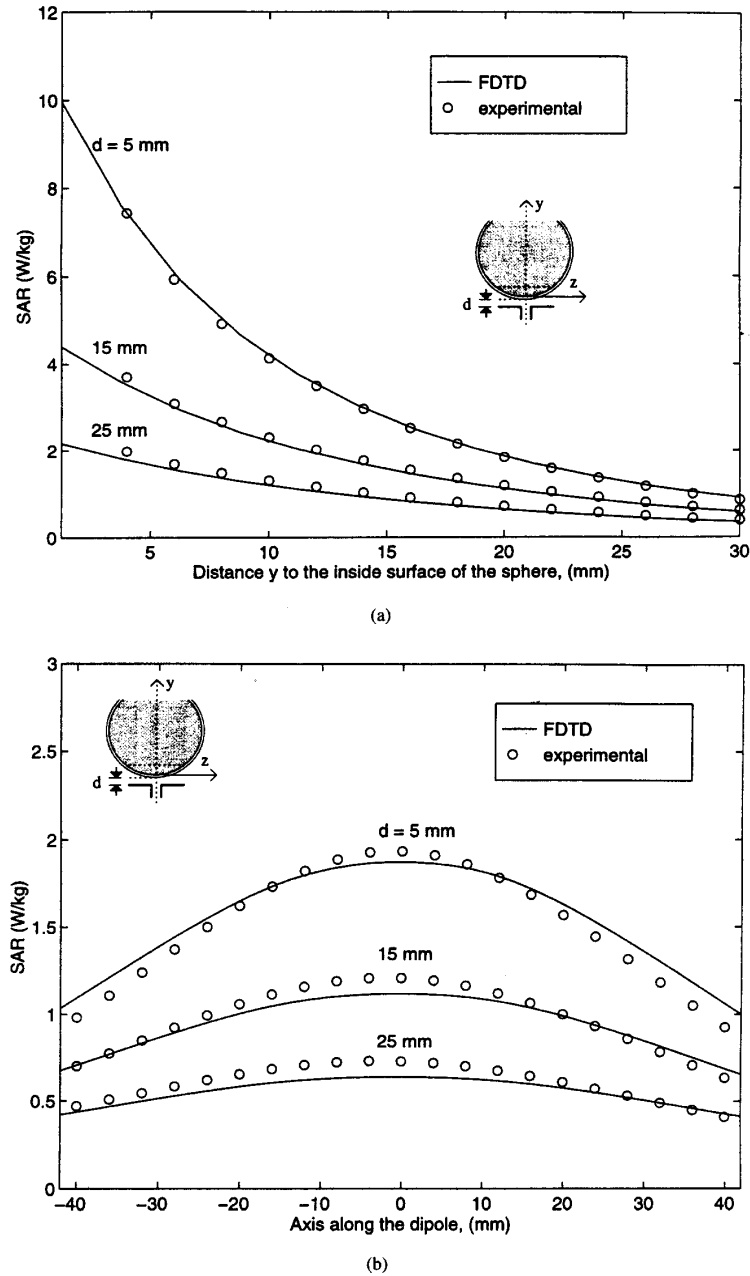 12
10
8
6
4
2
0
SAR (W/kg)
FDTD
experimental
d = 5 mm
15 mm
25 mm
y
z
d
5
10
15
20
25
30
Distance y to the inside surface of the sphere, (mm)
(a)
3
2.5
2
1.5
1
0.5
0
SAR (W/kg)
y
z
d
FDTD
experimental
d = 5 mm
15 mm
25 mm
−40
−30
−20
−10
0
10
20
30
40
Axis along the dipole, (mm)
(b)